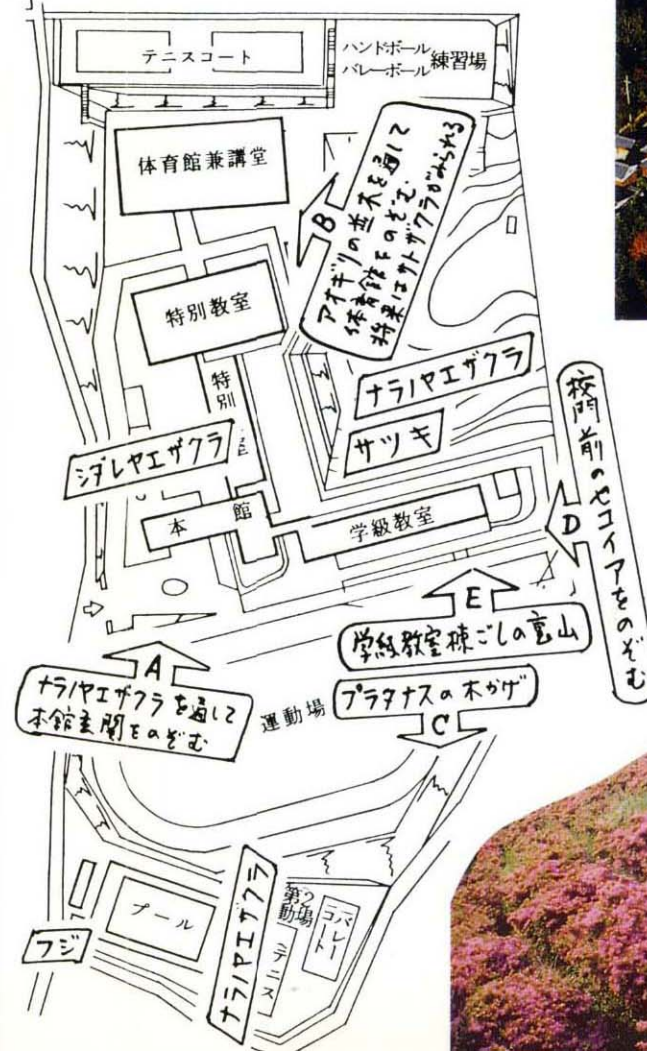 テニスコート
ハンドボール
バレーボール
練習場
体育館兼講堂
B
アオギリの並木を通して
体育館をのぞむ
将来はサトザクラがみられる
特別教室
特別
室
ナラノヤエザクラ
サツキ
シダレヤエザクラ
本館
学級教室
校門前のセコイアをのぞむ
D
E
学級教室棟ごしの裏山
A
ナラノヤエザクラを通して
本館玄関をのぞむ
運動場
プラタナスの木かげ
C
プール
ナラノヤエザクラ
第2
運動場
バレー
コート
テニス
フジ